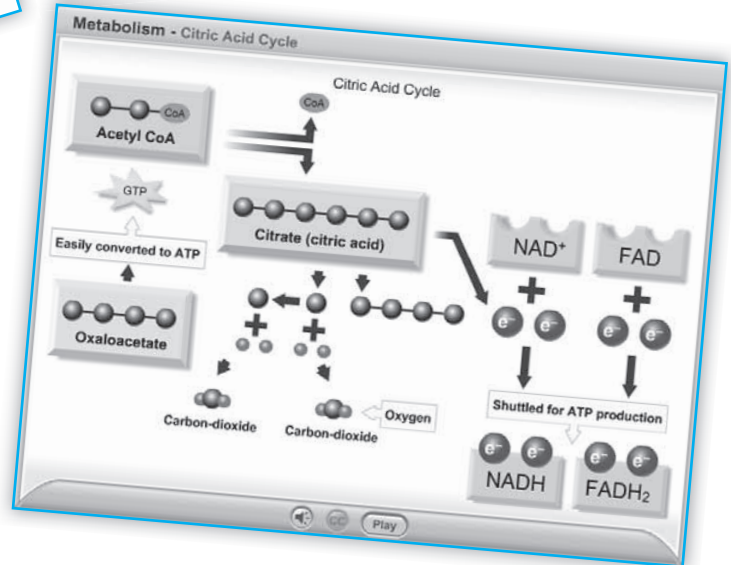 Metabolism - Citric Acid Cycle
Citric Acid Cycle
CoA
CoA
Acetyl CoA
GTP
Easily converted to ATP
Oxaloacetate
Citrate (citric acid)
NAD⁺
FAD
e⁻ e⁻ e⁻ e⁻
Oxygen
Carbon-dioxide
Carbon-dioxide
Shuttled for ATP production
e⁻ e⁻ e⁻ e⁻
NADH
FADH₂
CC
Play